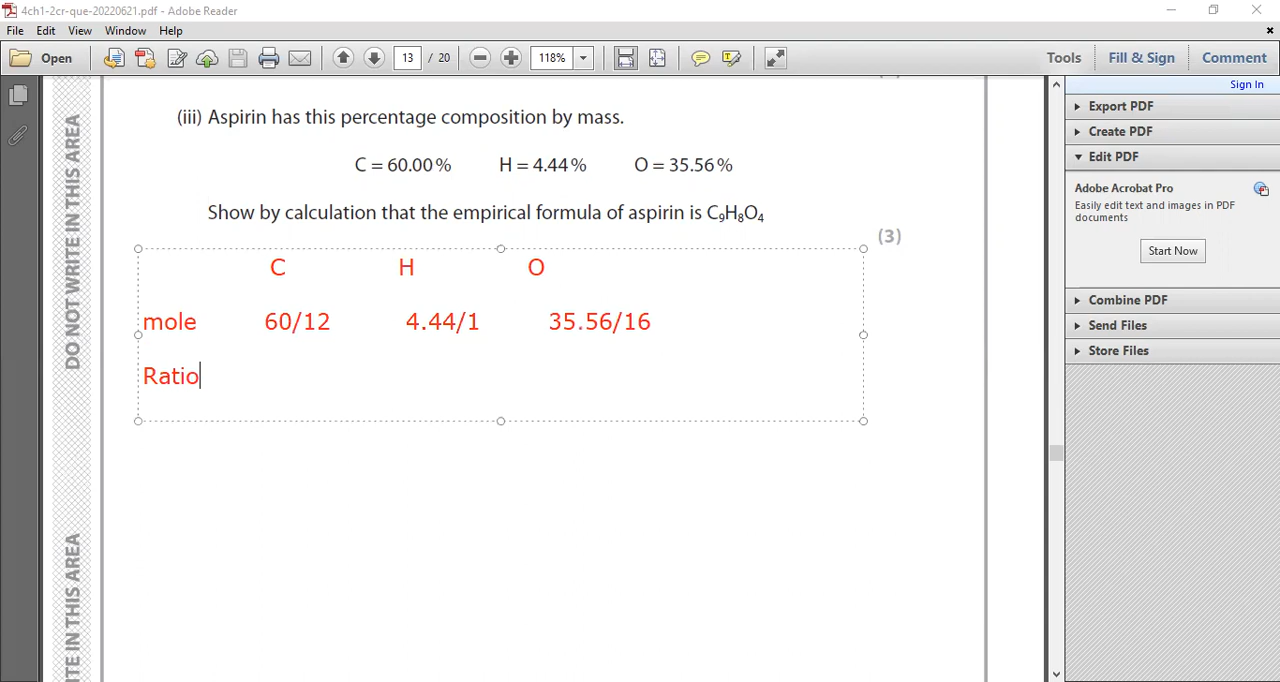 4ch1-2cr-que-20220621.pdf - Adobe Reader
File Edit View Window Help
Open 13 / 20 118% Tools Fill & Sign Comment
Sign In
Export PDF
Create PDF
Edit PDF
Adobe Acrobat Pro
Easily edit text and images in PDF
documents
Start Now
Combine PDF
Send Files
Store Files
DO NOT WRITE IN THIS AREA
(iii) Aspirin has this percentage composition by mass.
C = 60.00% H = 4.44% O = 35.56%
Show by calculation that the empirical formula of aspirin is C₉H₈O₄
(3)
C H O
mole 60/12 4.44/1 35.56/16
Ratio
ITE IN THIS AREA